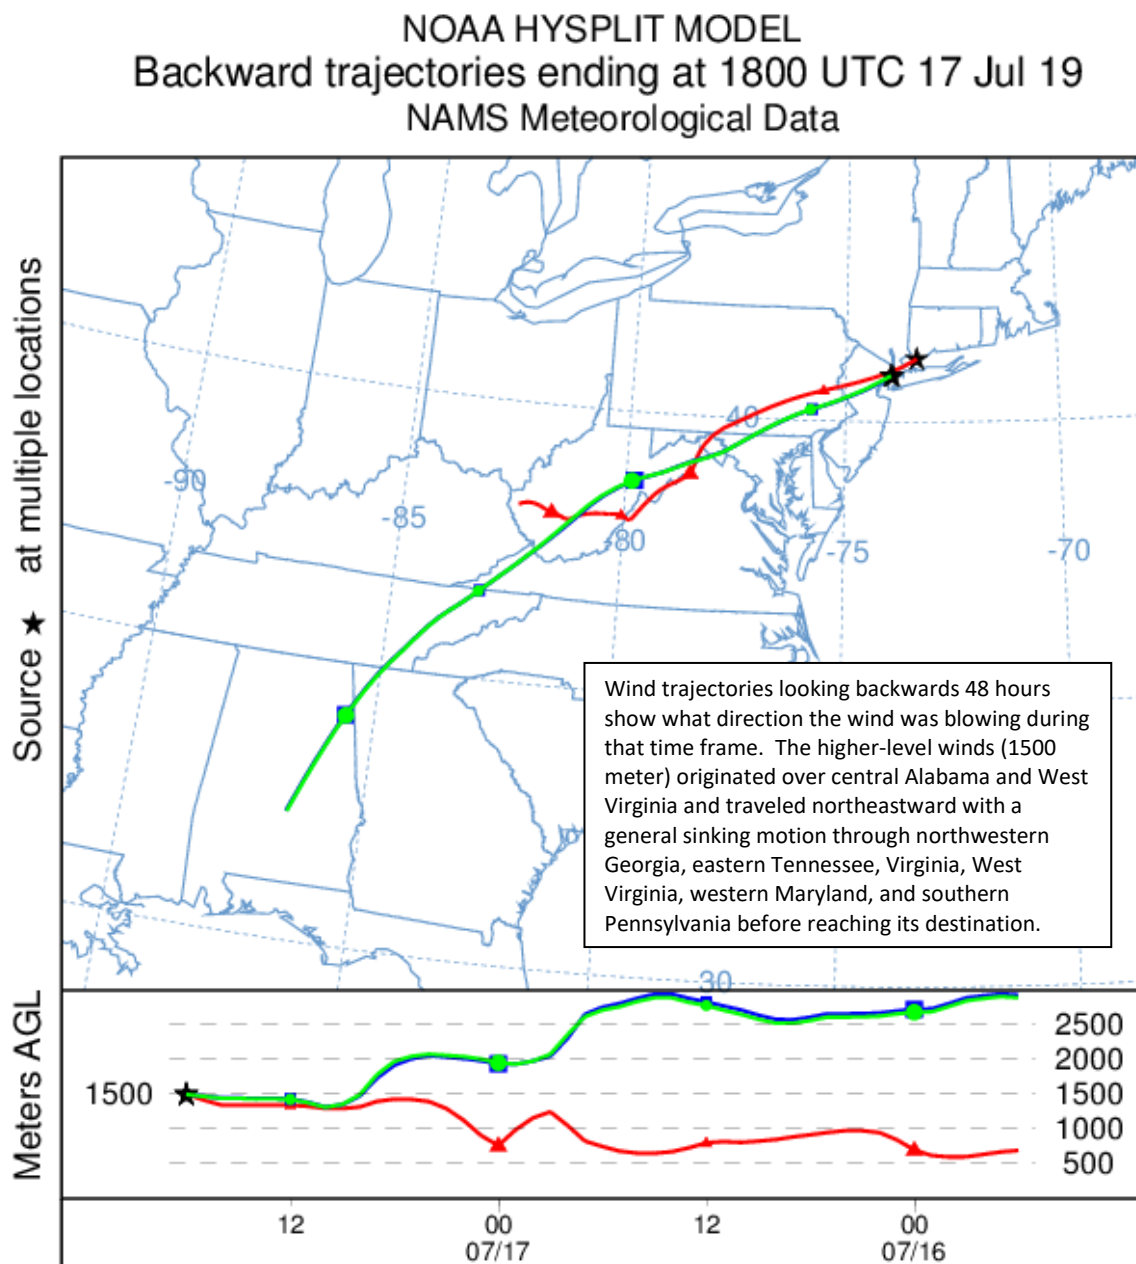 NOAA HYSPLIT MODEL
Backward trajectories ending at 1800 UTC 17 Jul 19
NAMS Meteorological Data
Source ★ at multiple locations
40
-90
-85
-80
-75
-70
Wind trajectories looking backwards 48 hours
show what direction the wind was blowing during
that time frame.  The higher-level winds (1500
meter) originated over central Alabama and West
Virginia and traveled northeastward with a
general sinking motion through northwestern
Georgia, eastern Tennessee, Virginia, West
Virginia, western Maryland, and southern
Pennsylvania before reaching its destination.
30
Meters AGL
1500
2500
2000
1500
1000
500
12 00 12 00
07/17 07/16